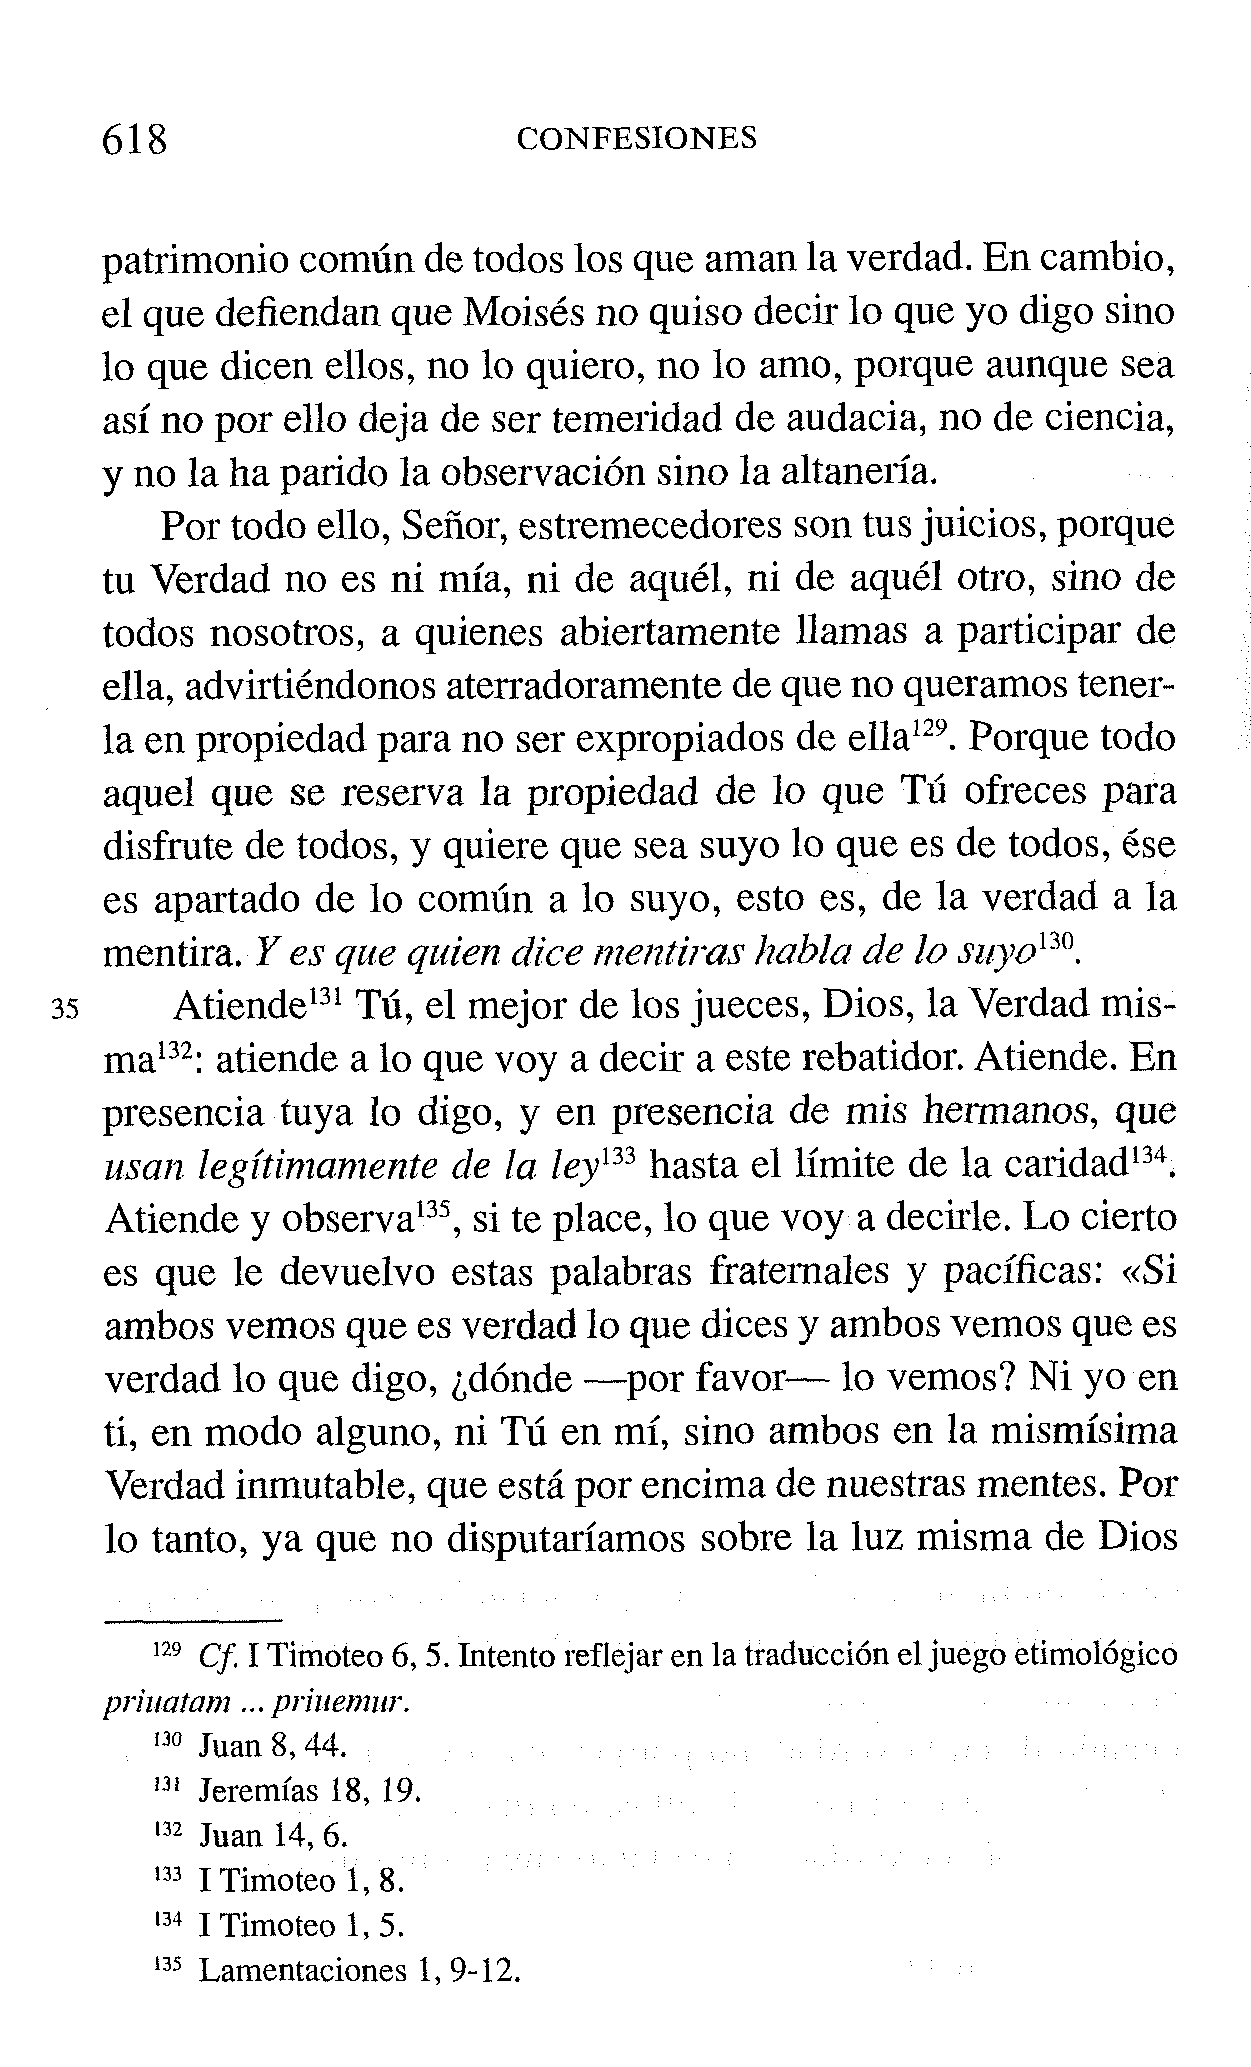 618 CONFESIONES
patrimonio común de todos los que aman la verdad. En cambio,
el que defiendan que Moisés no quiso decir lo que yo digo sino
lo que dicen ellos, no lo quiero, no lo amo, porque aunque sea
así no por ello deja de ser temeridad de audacia, no de ciencia,
y no la ha parido la observación sino la altanería.
Por todo ello, Señor, estremecedores son tus juicios, porque
tu Verdad no es ni mía, ni de aquél, ni de aquél otro, sino de
todos nosotros, a quienes abiertamente llamas a participar de
ella, advirtiéndonos aterradoramente de que no queramos tener-
la en propiedad para no ser expropiados de ella¹²⁹. Porque todo
aquel que se reserva la propiedad de lo que Tú ofreces para
disfrute de todos, y quiere que sea suyo lo que es de todos, ése
es apartado de lo común a lo suyo, esto es, de la verdad a la
mentira. Y es que quien dice mentiras habla de lo suyo¹³⁰.
35 Atiende¹³¹ Tú, el mejor de los jueces, Dios, la Verdad mis-
ma¹³²: atiende a lo que voy a decir a este rebatidor. Atiende. En
presencia tuya lo digo, y en presencia de mis hermanos, que
usan legítimamente de la ley¹³³ hasta el límite de la caridad¹³⁴.
Atiende y observa¹³⁵, si te place, lo que voy a decirle. Lo cierto
es que le devuelvo estas palabras fraternales y pacíficas: «Si
ambos vemos que es verdad lo que dices y ambos vemos que es
verdad lo que digo, ¿dónde —por favor— lo vemos? Ni yo en
ti, en modo alguno, ni Tú en mí, sino ambos en la mismísima
Verdad inmutable, que está por encima de nuestras mentes. Por
lo tanto, ya que no disputaríamos sobre la luz misma de Dios
¹²⁹ Cf. I Timoteo 6, 5. Intento reflejar en la traducción el juego etimológico
priuatam ... priuemur.
¹³⁰ Juan 8, 44.
¹³¹ Jeremías 18, 19.
¹³² Juan 14, 6.
¹³³ I Timoteo 1, 8.
¹³⁴ I Timoteo 1, 5.
¹³⁵ Lamentaciones 1, 9-12.